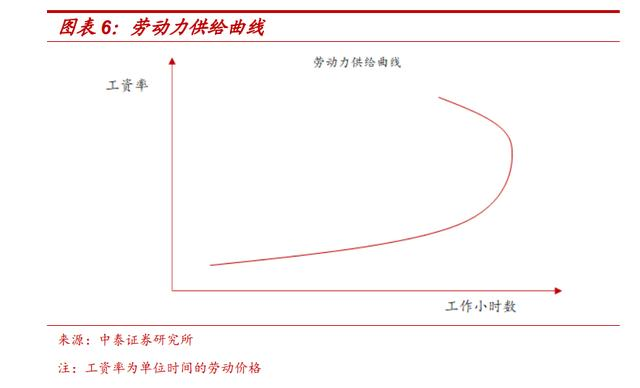 图表 6：劳动力供给曲线
劳动力供给曲线
工资率
工作小时数
来源：中泰证券研究所
注：工资率为单位时间的劳动价格